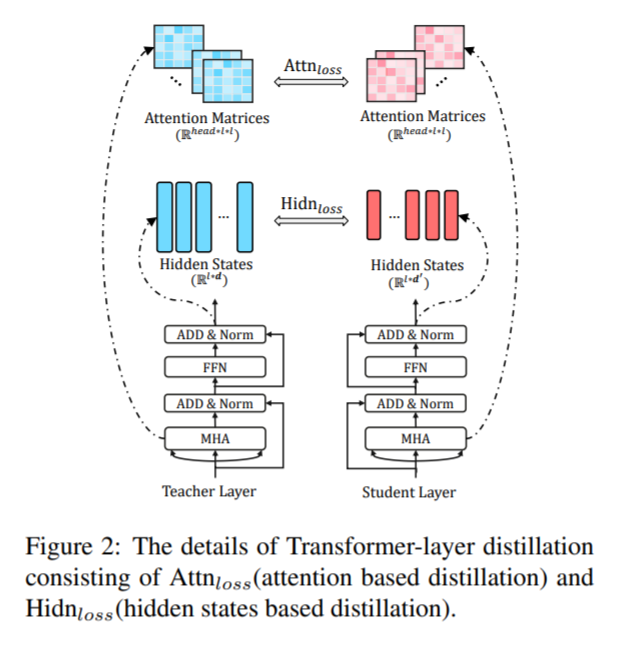 Attn_loss
Attention Matrices Attention Matrices
(ℝ^{head∗l∗l}) (ℝ^{head∗l∗l})
... Hidn_loss ...
Hidden States Hidden States
(ℝ^{l∗d}) (ℝ^{l∗d′})
ADD & Norm ADD & Norm
FFN FFN
ADD & Norm ADD & Norm
MHA MHA
Teacher Layer Student Layer
Figure 2: The details of Transformer-layer distillation
consisting of Attn_loss(attention based distillation) and
Hidn_loss(hidden states based distillation).